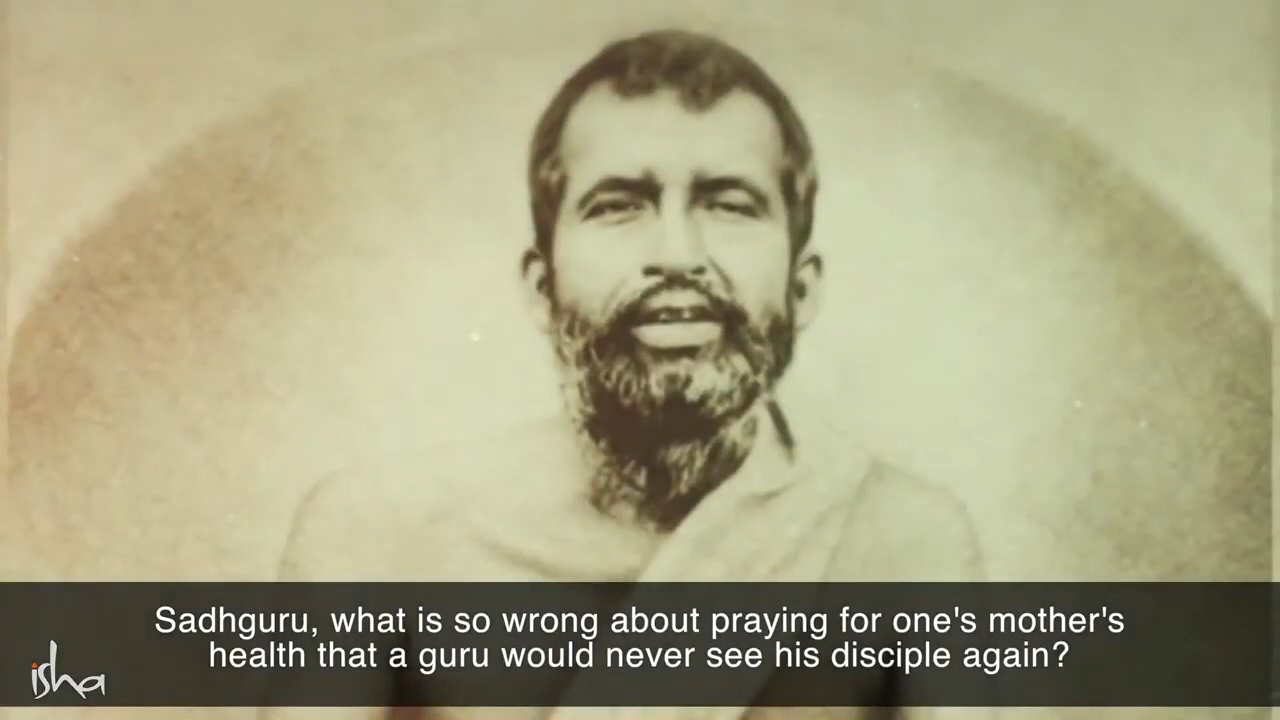 Sadhguru, what is so wrong about praying for one's mother's
health that a guru would never see his disciple again?
isha